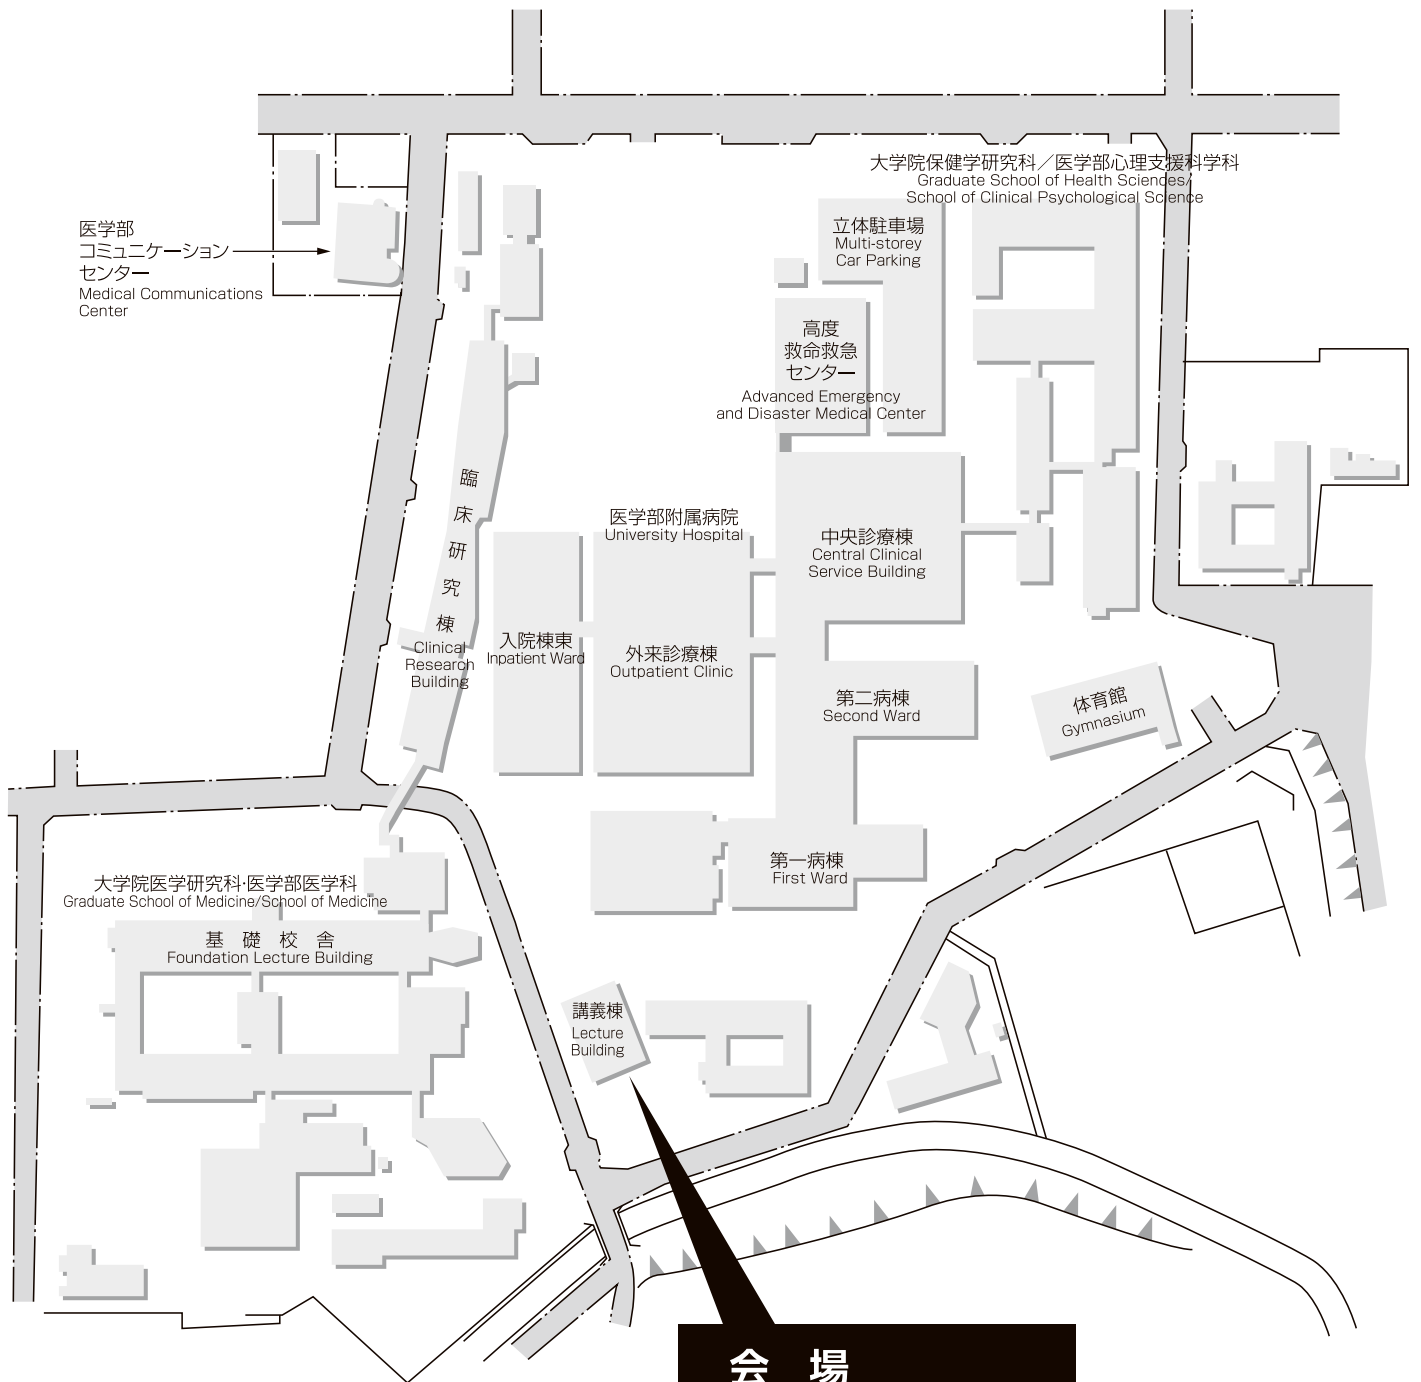 大学院保健学研究科／医学部心理支援科学科
Graduate School of Health Sciences/
School of Clinical Psychological Science
医学部
コミュニケーション
センター
Medical Communications
Center
立体駐車場
Multi-storey
Car Parking
高度
救命救急
センター
Advanced Emergency
and Disaster Medical Center
臨床研究棟
Clinical
Research
Building
医学部附属病院
University Hospital
中央診療棟
Central Clinical
Service Building
入院棟東
Inpatient Ward
外来診療棟
Outpatient Clinic
第二病棟
Second Ward
体育館
Gymnasium
第一病棟
First Ward
大学院医学研究科・医学部医学科
Graduate School of Medicine/School of Medicine
基礎校舎
Foundation Lecture Building
講義棟
Lecture
Building
会場